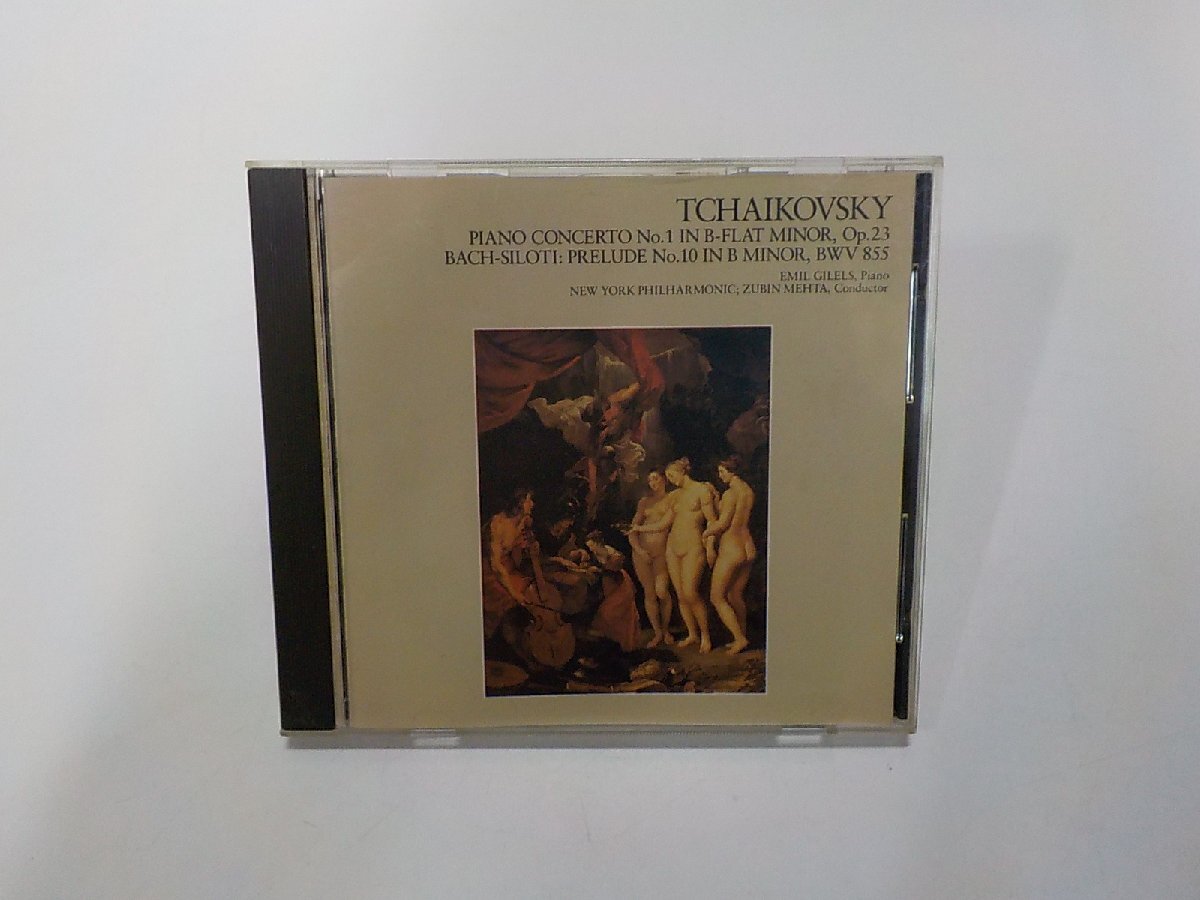 TCHAIKOVSKY
PIANO CONCERTO No.1 IN B-FLAT MINOR, Op.23
BACH-SILOTI: PRELUDE No.10 IN B MINOR, BWV 855
EMIL GILELS, Piano
NEW YORK PHILHARMONIC; ZUBIN MEHTA, Conductor